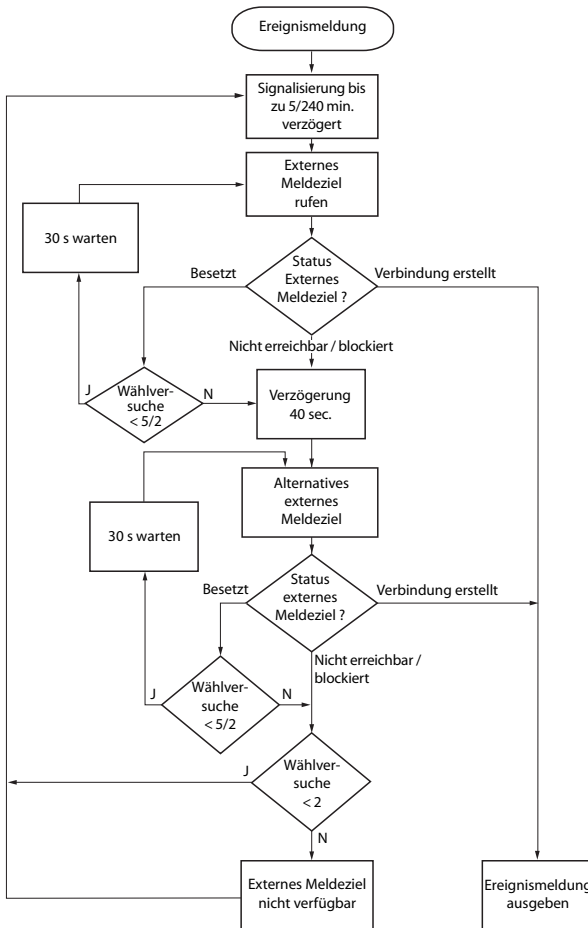 Ereignismeldung
Signalisierung bis
zu 5/240 min.
verzögert
Externes
Meldeziel
rufen
30 s warten
Status
Externes
Meldeziel ?
Besetzt
Verbindung erstellt
Nicht erreichbar / blockiert
J
Wählver-
suche
< 5/2
N
Verzögerung
40 sec.
Alternatives
externes
Meldeziel
30 s warten
Status
externes
Meldeziel ?
Besetzt
Verbindung erstellt
Nicht erreichbar /
blockiert
J
Wählver-
suche
< 5/2
N
J
Wählver-
suche
< 2
N
Externes Meldeziel
nicht verfügbar
Ereignismeldung
ausgeben